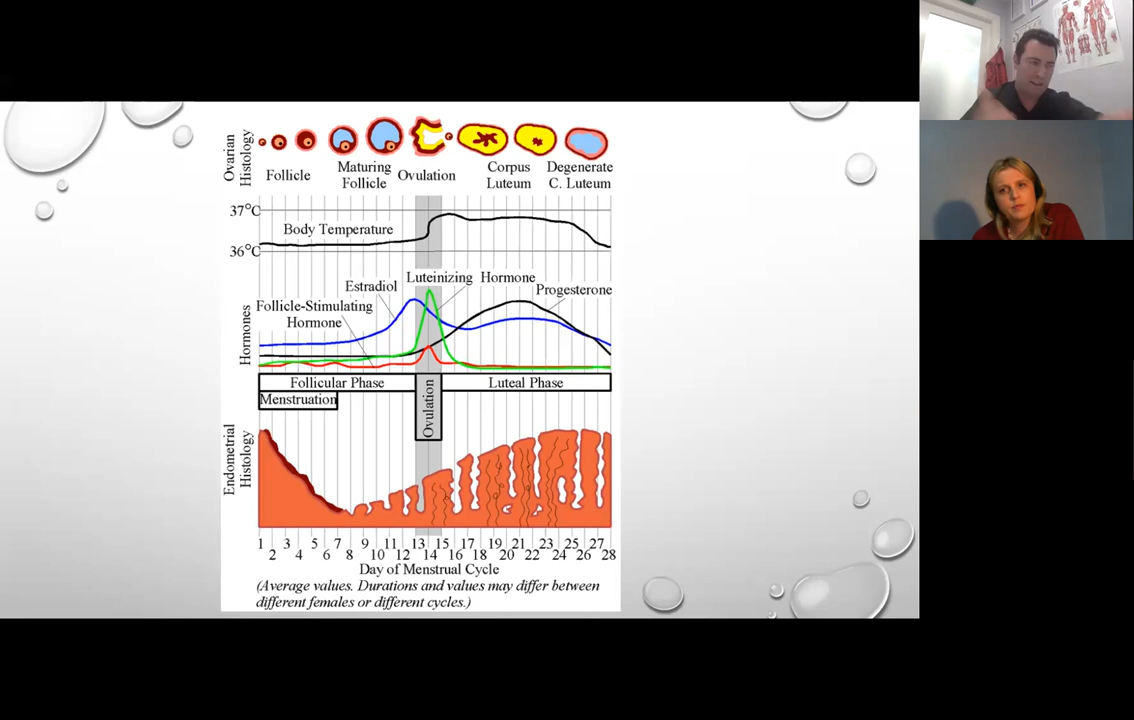 Ovarian
Histology
Follicle
Maturing
Follicle
Ovulation
Corpus
Luteum
Degenerate
C. Luteum
37°C
Body Temperature
36°C
Hormones
Estradiol
Luteinizing Hormone
Progesterone
Follicle-Stimulating
Hormone
Follicular Phase
Ovulation
Luteal Phase
Menstruation
Endometrial
Histology
1 3 5 7 9 11 13 15 17 19 21 23 25 27
2 4 6 8 10 12 14 16 18 20 22 24 26 28
Day of Menstrual Cycle
(Average values. Durations and values may differ between
different females or different cycles.)